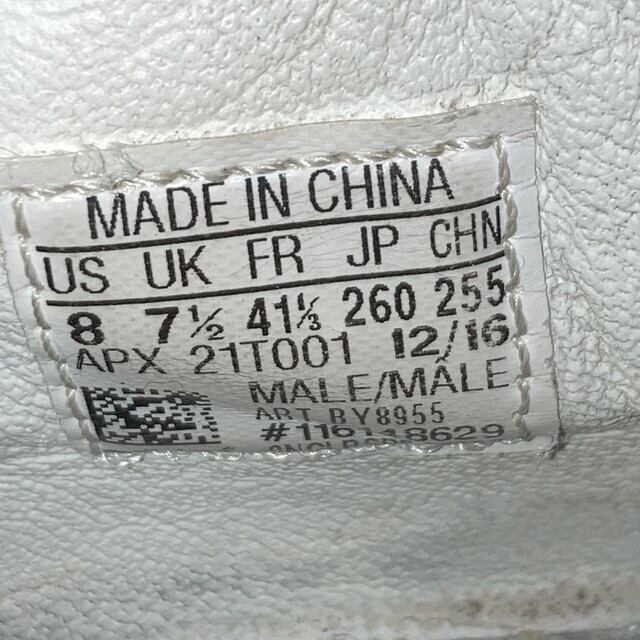 MADE IN CHINA
US UK FR JP CHN
8 7½ 41⅓ 260 255
APX 21T001 12/16
MALE/MÂLE
ART BY8955